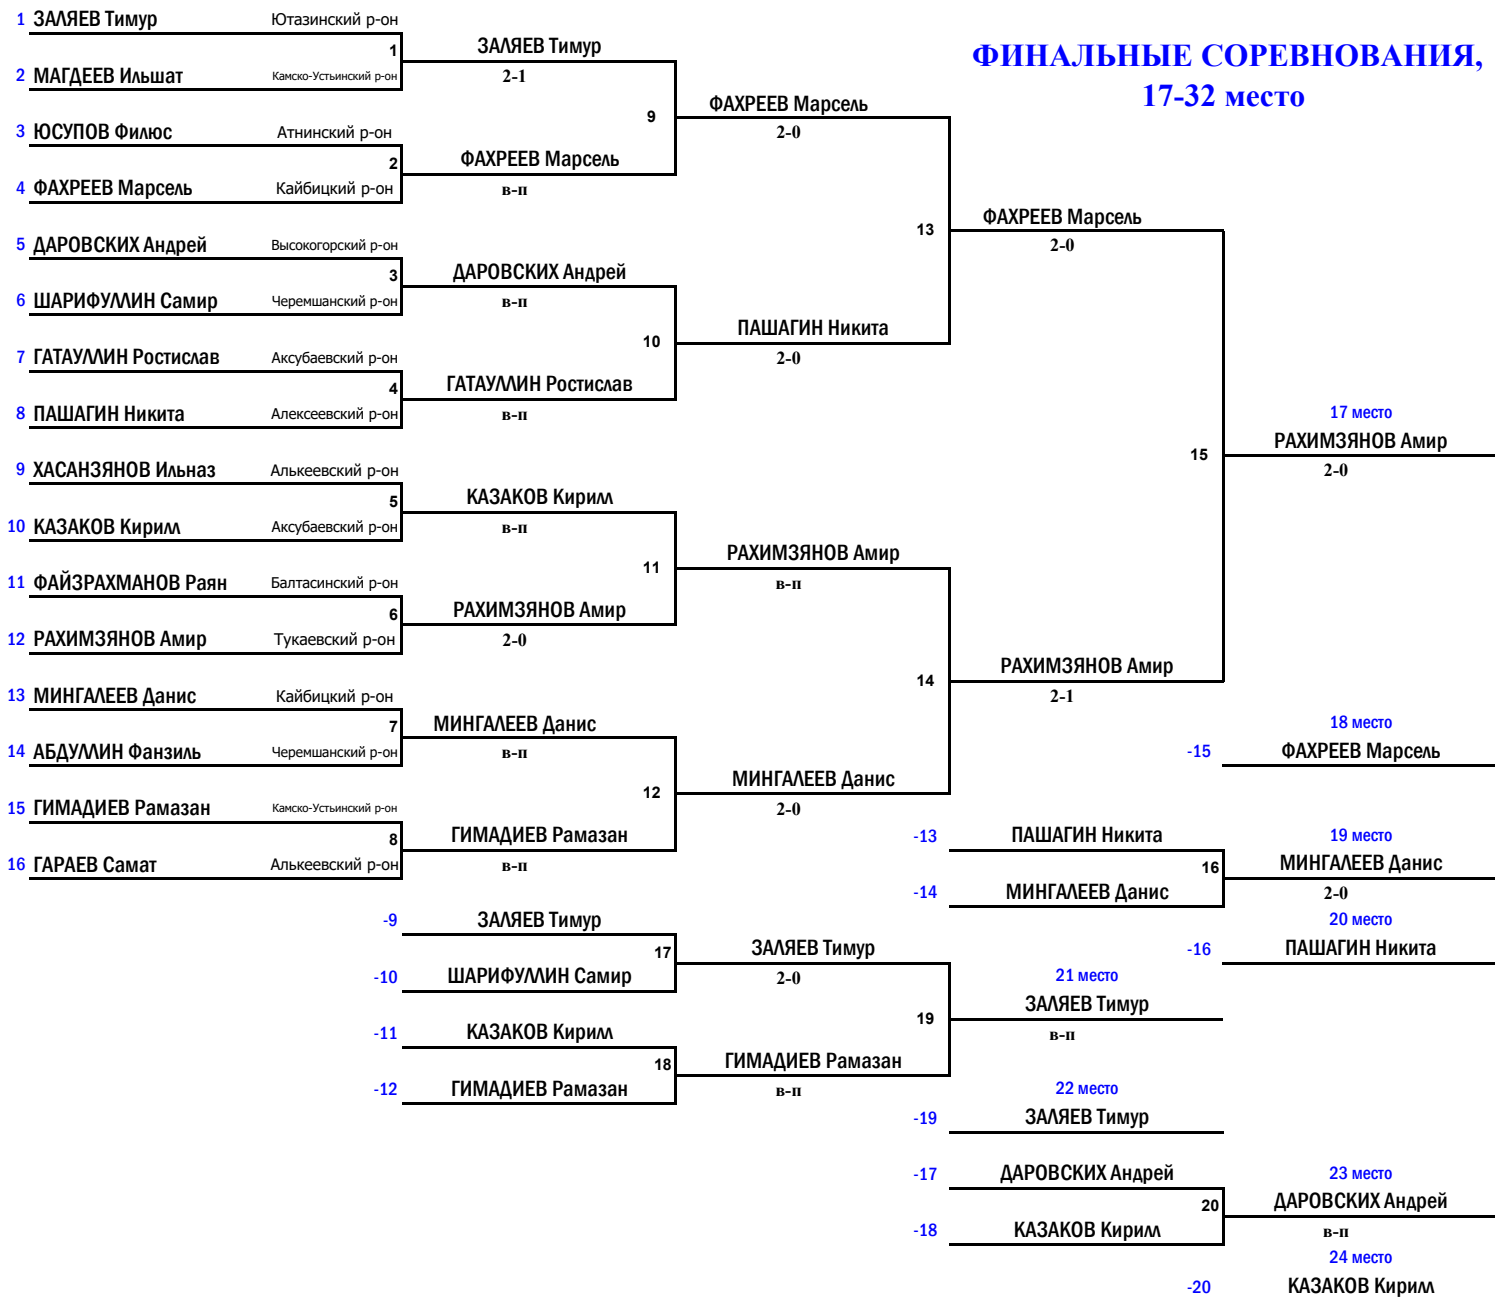 ФИНАЛЬНЫЕ СОРЕВНОВАНИЯ,
17-32 место
1 ЗАЛЯЕВ Тимур Ютазинский р-он
1
2 МАГДЕЕВ Ильшат Камско-Устьинский р-он
3 ЮСУПОВ Филюс Атнинский р-он
2
4 ФАХРЕЕВ Марсель Кайбицкий р-он
5 ДАРОВСКИХ Андрей Высокогорский р-он
3
6 ШАРИФУЛЛИН Самир Черемшанский р-он
7 ГАТАУЛЛИН Ростислав Аксубаевский р-он
4
8 ПАШАГИН Никита Алексеевский р-он
9 ХАСАНЗЯНОВ Ильназ Алькеевский р-он
5
10 КАЗАКОВ Кирилл Аксубаевский р-он
11 ФАЙЗРАХМАНОВ Раян Балтасинский р-он
6
12 РАХИМЗЯНОВ Амир Тукаевский р-он
13 МИНГАЛЕЕВ Данис Кайбицкий р-он
7
14 АБДУЛЛИН Фанзиль Черемшанский р-он
15 ГИМАДИЕВ Рамазан Камско-Устьинский р-он
8
16 ГАРАЕВ Самат Алькеевский р-он
ЗАЛЯЕВ Тимур
2-1
9
ФАХРЕЕВ Марсель
в-п
ДАРОВСКИХ Андрей
в-п
10
ГАТАУЛЛИН Ростислав
в-п
КАЗАКОВ Кирилл
в-п
11
РАХИМЗЯНОВ Амир
2-0
МИНГАЛЕЕВ Данис
в-п
12
ГИМАДИЕВ Рамазан
в-п
ФАХРЕЕВ Марсель
2-0
13
ПАШАГИН Никита
2-0
РАХИМЗЯНОВ Амир
в-п
14
МИНГАЛЕЕВ Данис
2-0
ФАХРЕЕВ Марсель
2-0
15
РАХИМЗЯНОВ Амир
2-1
17 место
РАХИМЗЯНОВ Амир
2-0
18 место
-15 ФАХРЕЕВ Марсель
-13 ПАШАГИН Никита
16
-14 МИНГАЛЕЕВ Данис
19 место
МИНГАЛЕЕВ Данис
2-0
20 место
-16 ПАШАГИН Никита
-9 ЗАЛЯЕВ Тимур
17
-10 ШАРИФУЛЛИН Самир
-11 КАЗАКОВ Кирилл
18
-12 ГИМАДИЕВ Рамазан
ЗАЛЯЕВ Тимур
2-0
19
ГИМАДИЕВ Рамазан
в-п
21 место
ЗАЛЯЕВ Тимур
в-п
22 место
-19 ЗАЛЯЕВ Тимур
-17 ДАРОВСКИХ Андрей
20
-18 КАЗАКОВ Кирилл
23 место
ДАРОВСКИХ Андрей
в-п
24 место
-20 КАЗАКОВ Кирилл